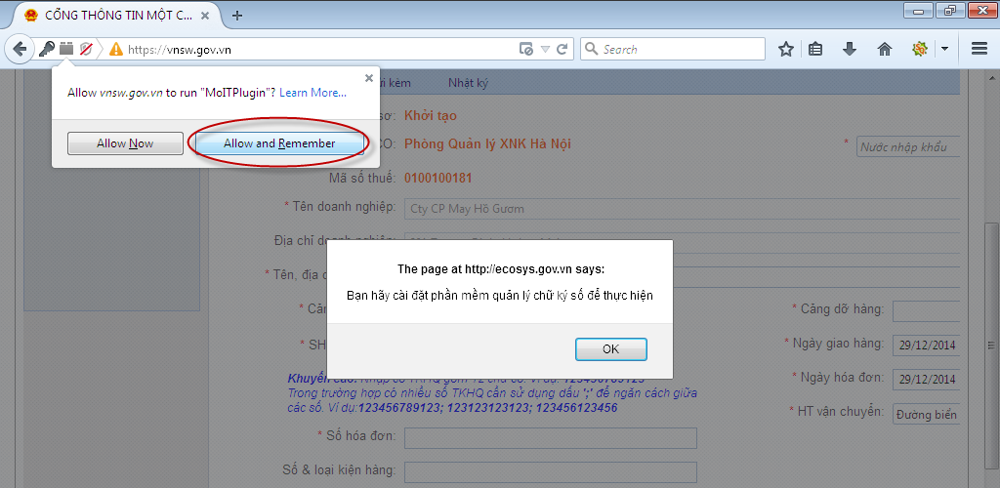 CỔNG THÔNG TIN MỘT C...
https://vnsw.gov.vn
Search
Allow vnsw.gov.vn to run "MoITPlugin"? Learn More...
Allow Now
Allow and Remember
i kèm
Nhật ký
sơ: Khởi tạo
CO: Phòng Quản lý XNK Hà Nội
* Nước nhập khẩu
Mã số thuế: 0100100181
* Tên doanh nghiệp: Cty CP May Hồ Gươm
Địa chỉ doanh nghiệp:
* Tên, địa c
The page at http://ecosys.gov.vn says:
Bạn hãy cài đặt phần mềm quản lý chữ ký số để thực hiện
OK
* Cản
* Cảng dỡ hàng:
* SH
* Ngày giao hàng: 29/12/2014
Khuyến cáo: Nhập số TKHQ gồm 12 chữ số. Ví dụ: 123456789123
Trong trường hợp có nhiều số TKHQ cần sử dụng dấu ';' để ngăn cách giữa
các số. Ví dụ:123456789123; 123123123123; 123456123456
* Ngày hóa đơn: 29/12/2014
* HT vận chuyển: Đường biển
* Số hóa đơn:
Số & loại kiện hàng: